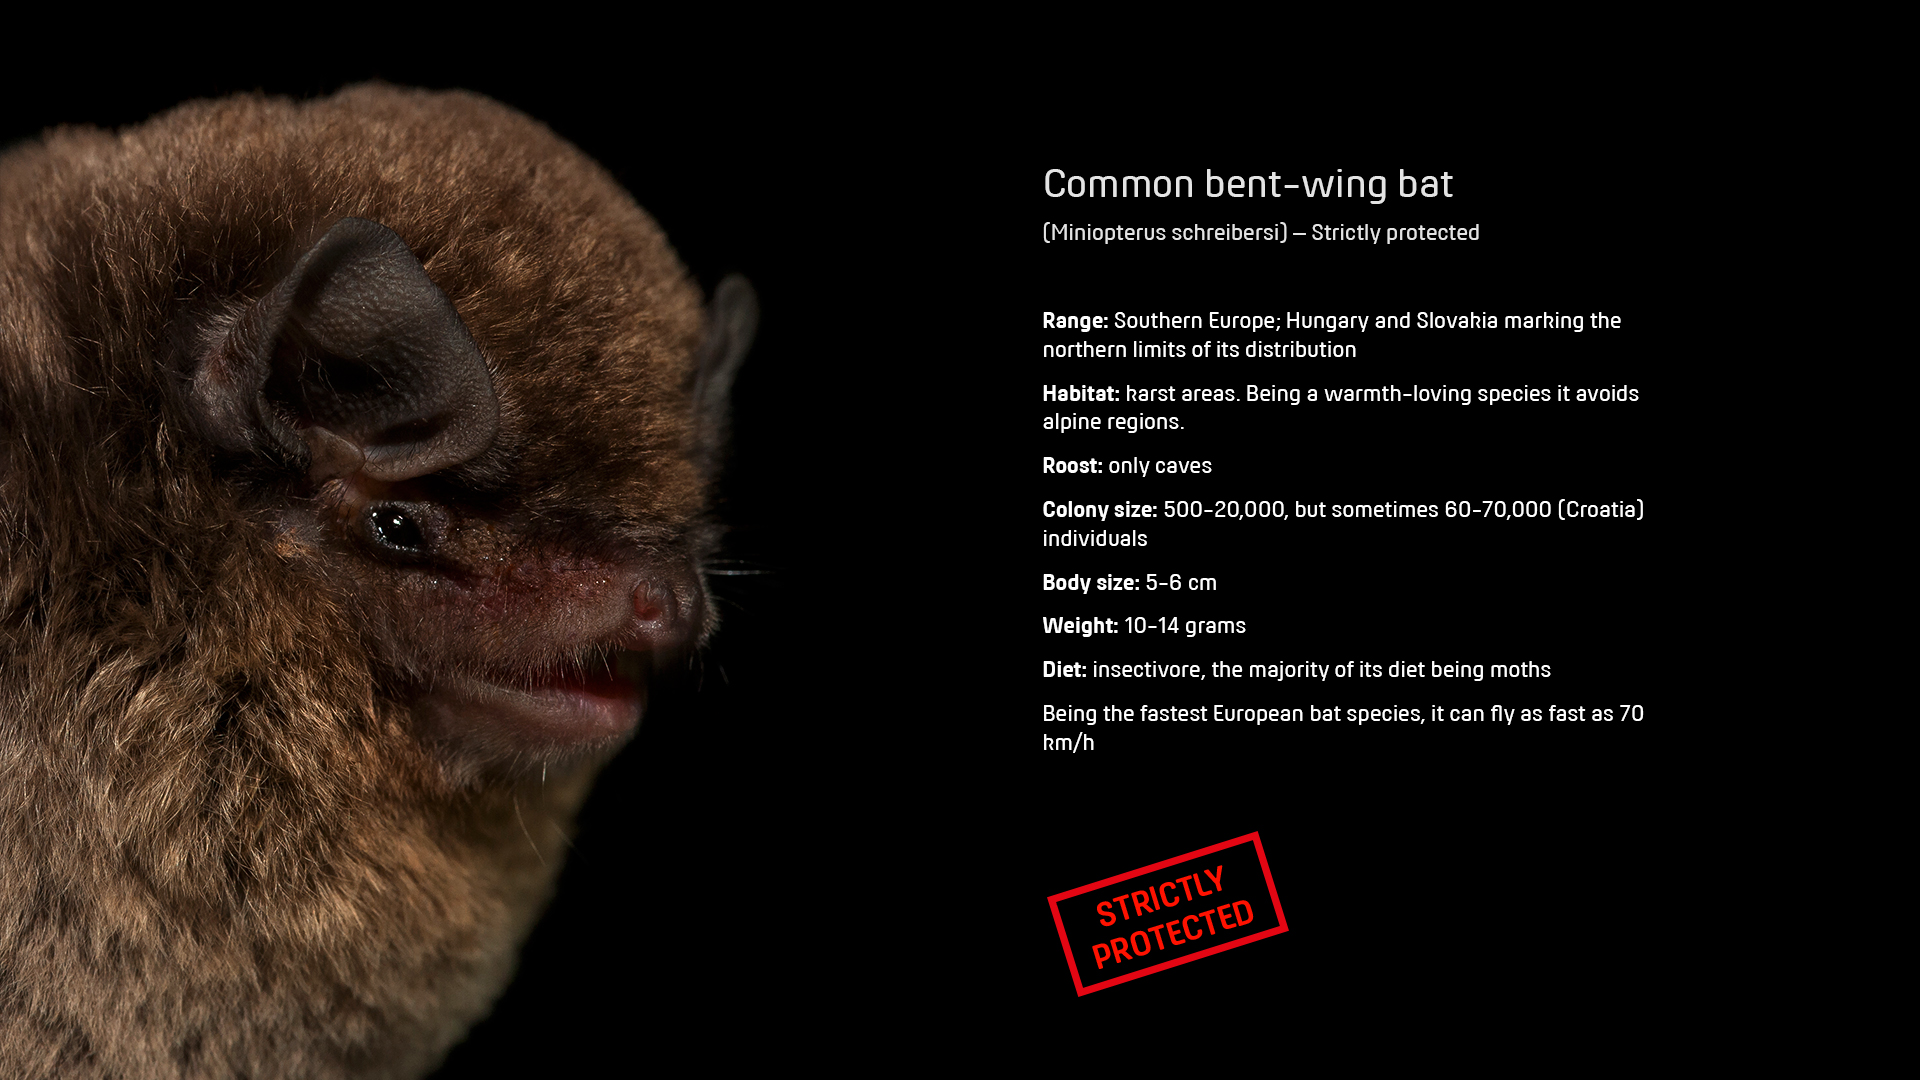 Common bent-wing bat
(Miniopterus schreibersi) – Strictly protected
Range: Southern Europe; Hungary and Slovakia marking the
northern limits of its distribution
Habitat: karst areas. Being a warmth-loving species it avoids
alpine regions.
Roost: only caves
Colony size: 500-20,000, but sometimes 60-70,000 (Croatia)
individuals
Body size: 5-6 cm
Weight: 10-14 grams
Diet: insectivore, the majority of its diet being moths
Being the fastest European bat species, it can fly as fast as 70
km/h
STRICTLY
PROTECTED